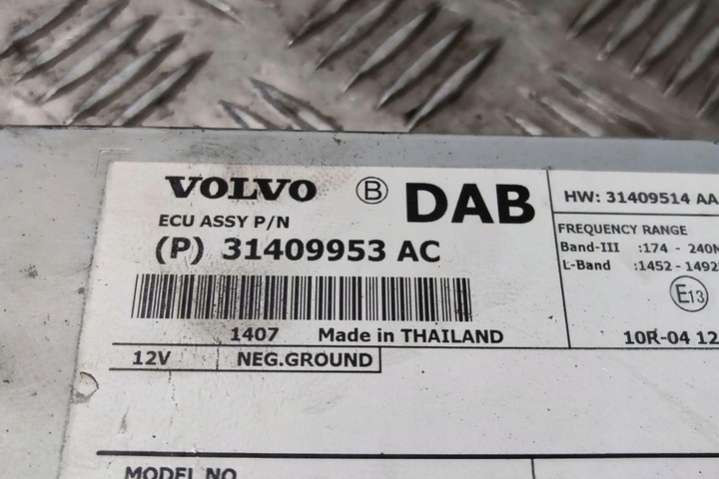 VOLVO B DAB
ECU ASSY P/N
(P) 31409953 AC
1407 Made in THAILAND
12V NEG.GROUND
HW: 31409514 AA
FREQUENCY RANGE
Band-III :174 - 240
L-Band :1452 - 1492
E13
10R-04 12
MODEL NO